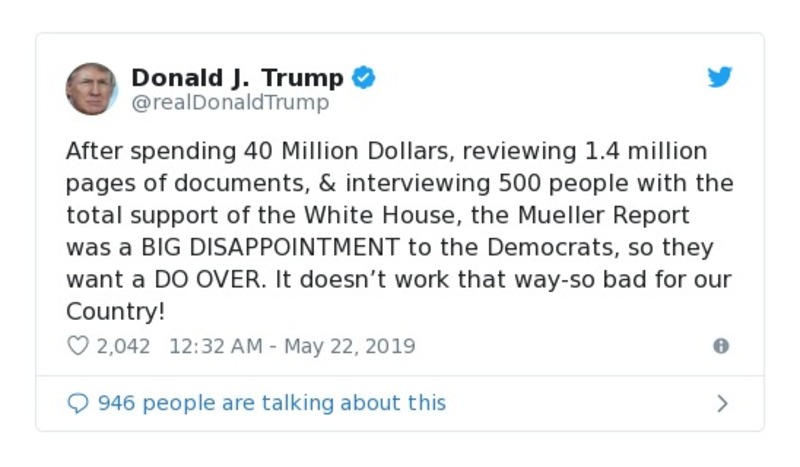 Donald J. Trump
@realDonaldTrump
After spending 40 Million Dollars, reviewing 1.4 million
pages of documents, & interviewing 500 people with the
total support of the White House, the Mueller Report
was a BIG DISAPPOINTMENT to the Democrats, so they
want a DO OVER. It doesn’t work that way-so bad for our
Country!
2,042 12:32 AM - May 22, 2019
946 people are talking about this